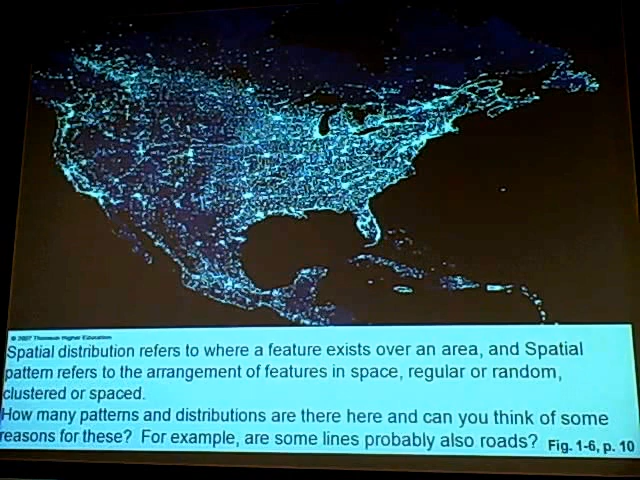 © 2007 Thomson Higher Education
Spatial distribution refers to where a feature exists over an area, and Spatial
pattern refers to the arrangement of features in space, regular or random,
clustered or spaced.
How many patterns and distributions are there here and can you think of some
reasons for these?  For example, are some lines probably also roads? Fig. 1-6, p. 10